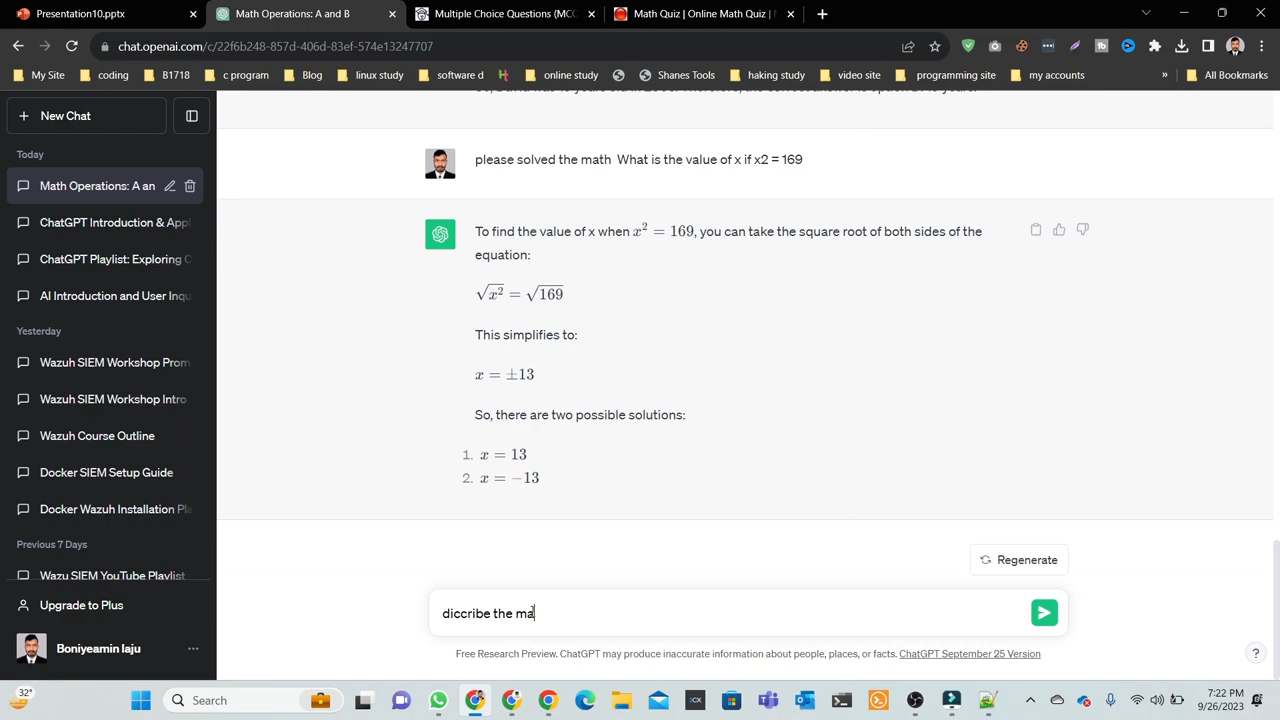 Presentation10.pptx
Math Operations: A and B
Multiple Choice Questions (MCC
Math Quiz | Online Math Quiz |
chat.openai.com/c/22f6b248-857d-406d-83ef-574e13247707
My Site
coding
B1718
c program
Blog
linux study
software d
online study
Shanes Tools
haking study
video site
programing site
my accounts
»
All Bookmarks
New Chat
Today
Math Operations: A an
ChatGPT Introduction & Appl
ChatGPT Playlist: Exploring C
AI Introduction and User Inqu
Yesterday
Wazuh SIEM Workshop Prom
Wazuh SIEM Workshop Intro
Wazuh Course Outline
Docker SIEM Setup Guide
Docker Wazuh Installation Pla
Previous 7 Days
Wazu SIEM YouTube Playlist
Upgrade to Plus
Boniyeamin laju
please solved the math  What is the value of x if x2 = 169
To find the value of x when x² = 169, you can take the square root of both sides of the
equation:
√x² = √169
This simplifies to:
x = ±13
So, there are two possible solutions:
1. x = 13
2. x = −13
Regenerate
diccribe the ma
Free Research Preview. ChatGPT may produce inaccurate information about people, places, or facts. ChatGPT September 25 Version
?
32°
Search
7:22 PM
9/26/2023